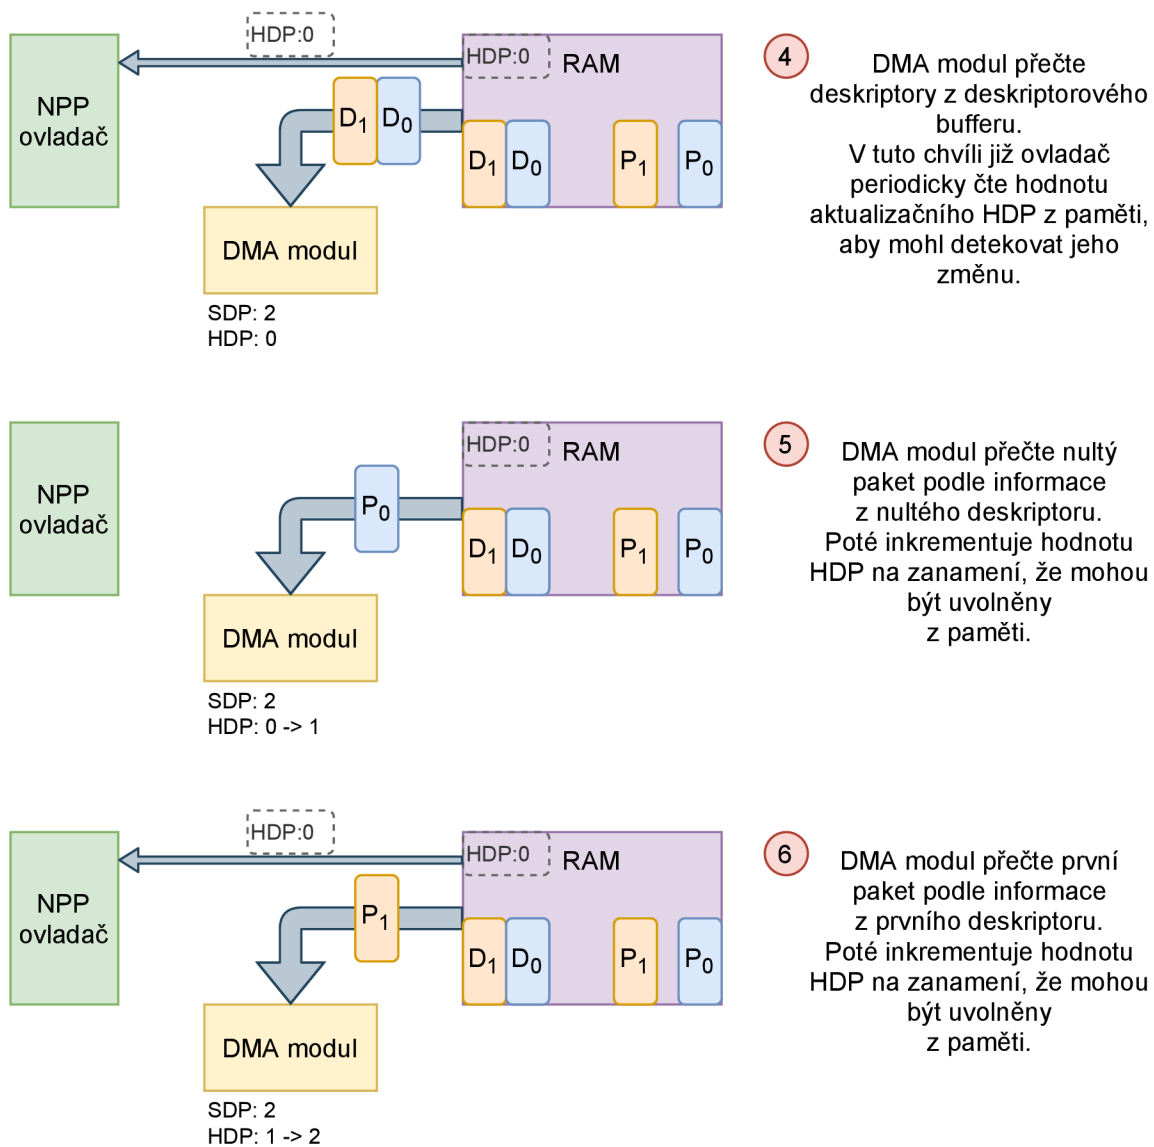 HDP:0
HDP:0
RAM
NPP
ovladač
D1
D0
D1
D0
P1
P0
DMA modul
SDP: 2
HDP: 0
4
DMA modul přečte
deskriptory z deskriptorového
bufferu.
V tuto chvíli již ovladač
periodicky čte hodnotu
aktualizačního HDP z paměti,
aby mohl detekovat jeho
změnu.
HDP:0
RAM
NPP
ovladač
P0
D1
D0
P1
P0
DMA modul
SDP: 2
HDP: 0 -> 1
5
DMA modul přečte nultý
paket podle informace
z nultého deskriptoru.
Poté inkrementuje hodnotu
HDP na zanamení, že mohou
být uvolněny
z paměti.
HDP:0
HDP:0
RAM
NPP
ovladač
P1
D1
D0
P1
P0
DMA modul
SDP: 2
HDP: 1 -> 2
6
DMA modul přečte první
paket podle informace
z prvního deskriptoru.
Poté inkrementuje hodnotu
HDP na zanamení, že mohou
být uvolněny
z paměti.